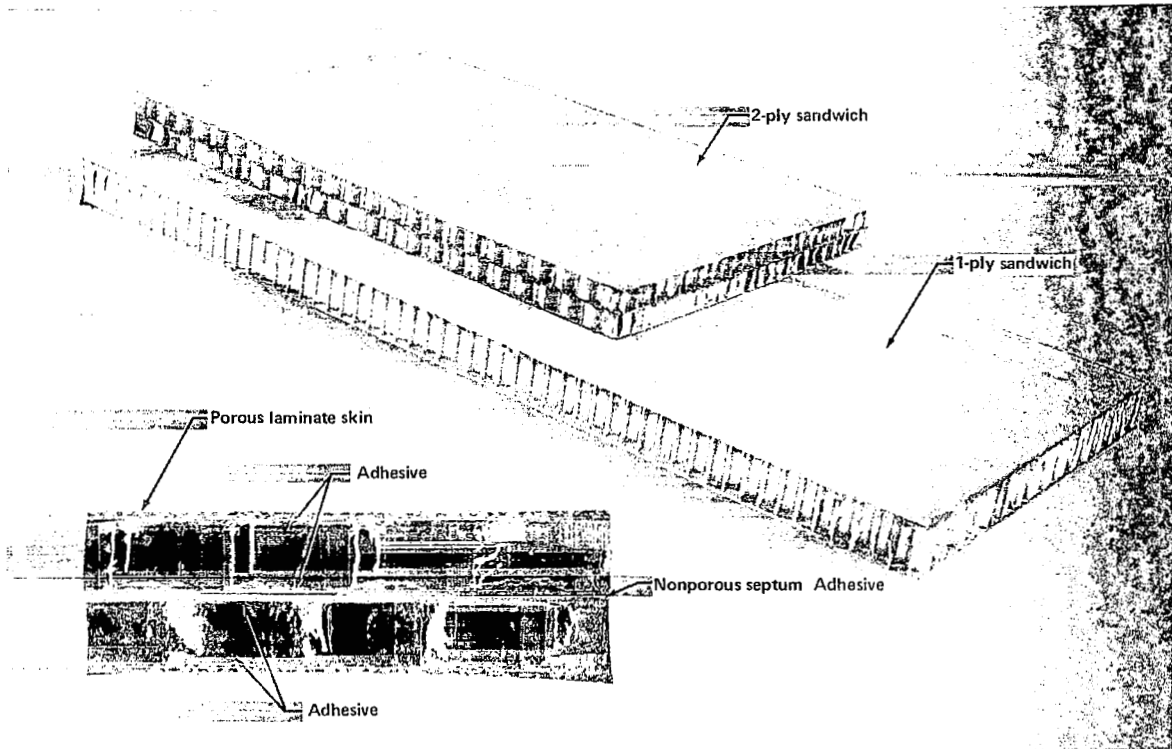 2-ply sandwich
1-ply sandwich
Porous laminate skin
Adhesive
Nonporous septum Adhesive
Adhesive